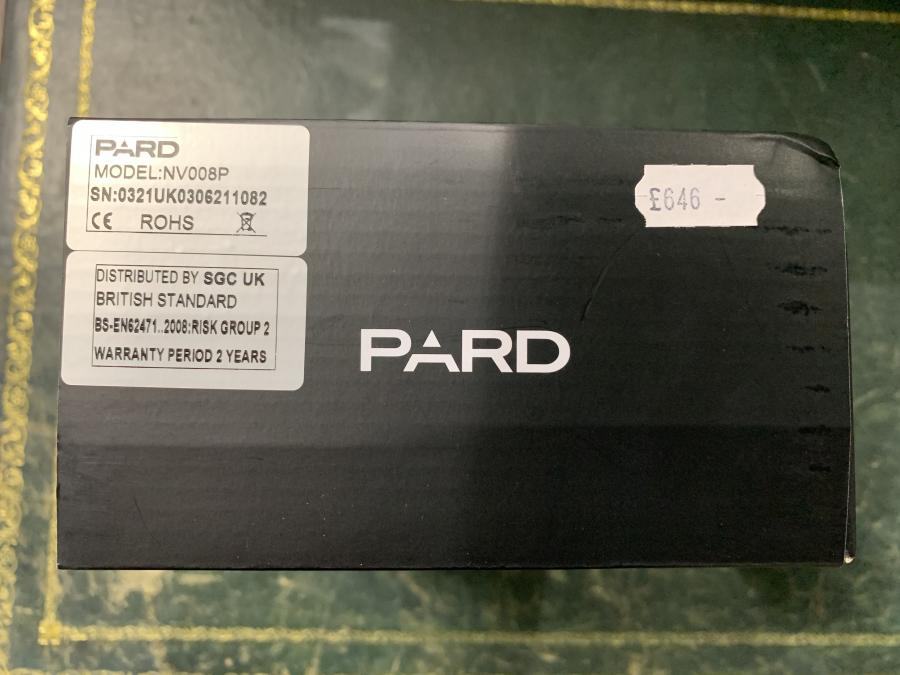 PARD
MODEL:NV008P
SN:0321UK0306211082
CE ROHS
DISTRIBUTED BY SGC UK
BRITISH STANDARD
BS-EN62471..2008:RISK GROUP 2
WARRANTY PERIOD 2 YEARS
£646 -
PARD